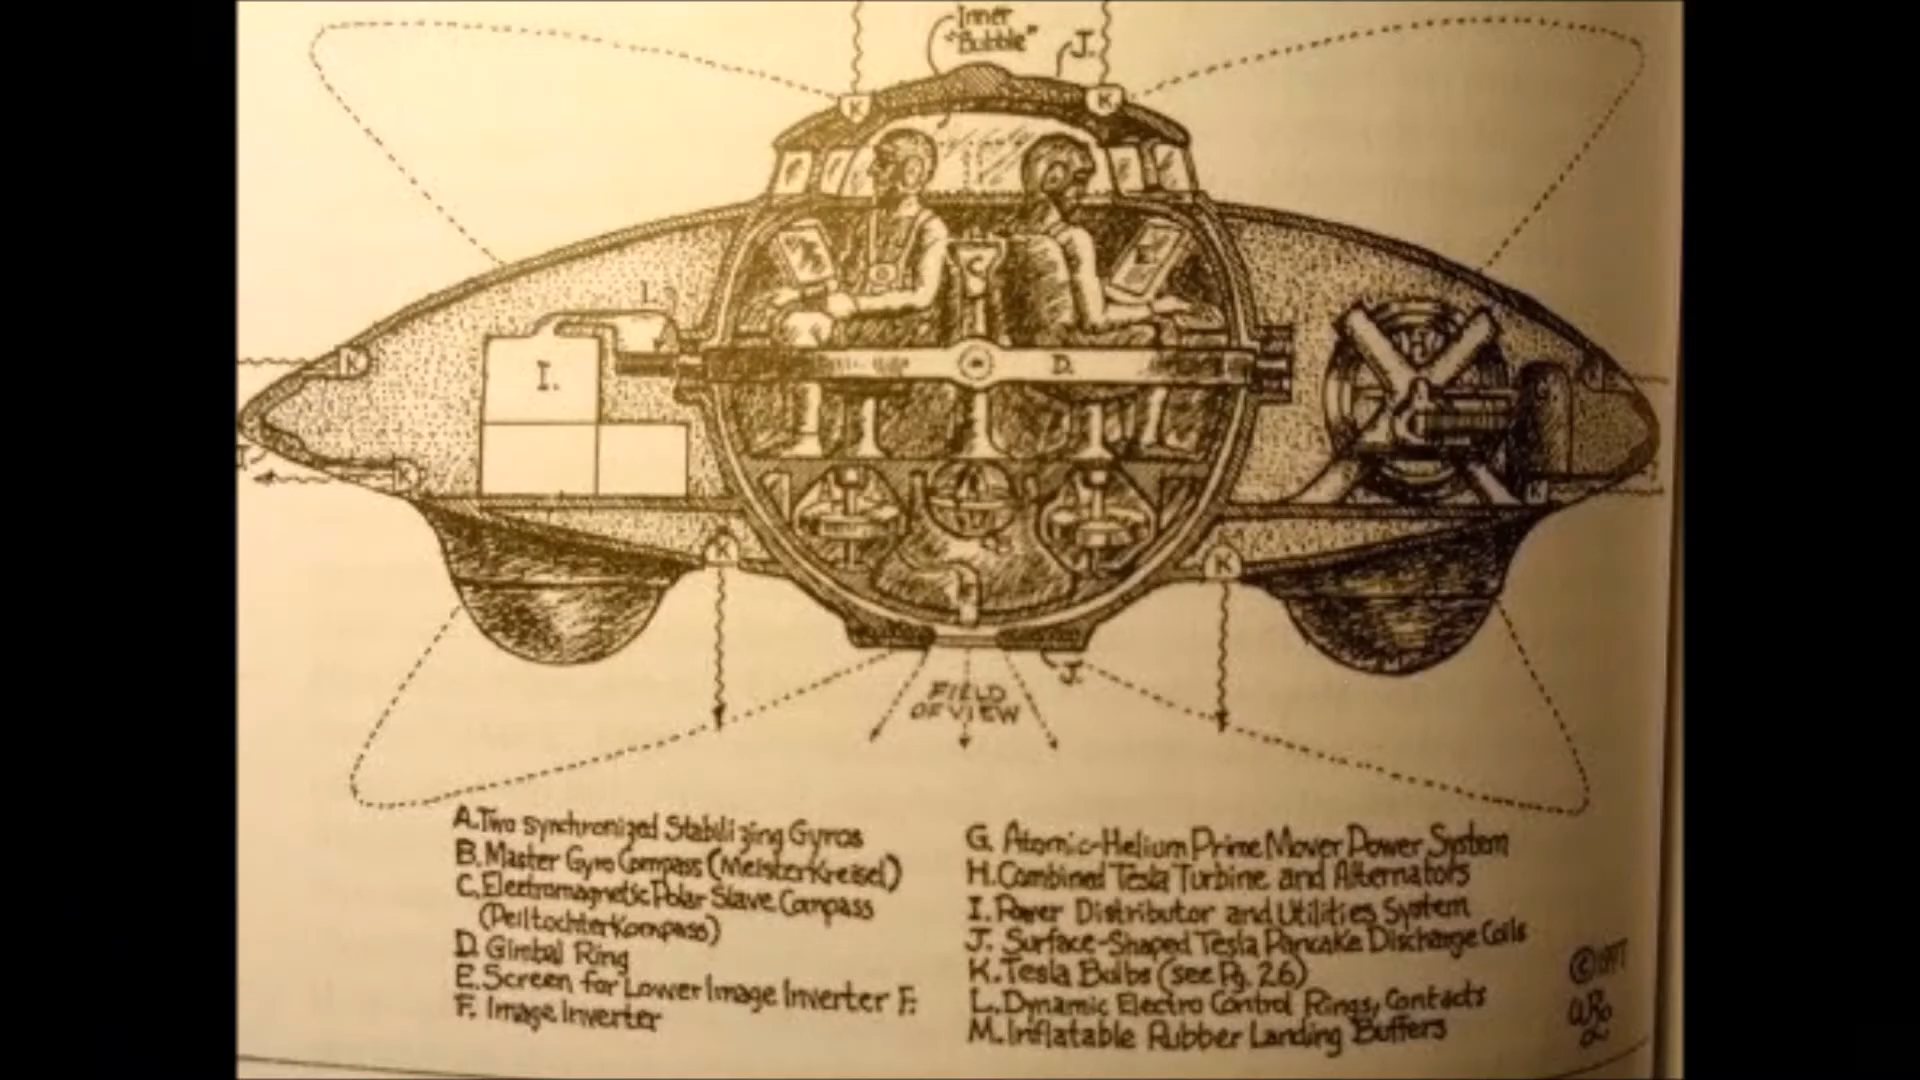 Inner
"Bubble"
J.
K
K
C
L
I.
D.
H
G
K
K
K
K
K
J.
FIELD
OF VIEW
A. Two Synchronized Stabilizing Gyros
B. Master Gyro Compass (Meisterkreisel)
C. Electromagnetic Polar Slave Compass
(Peiltochterkompass)
D. Gimbal Ring
E. Screen for Lower Image Inverter F.
F. Image Inverter
G. Atomic-Helium Prime Mover Power System
H. Combined Tesla Turbine and Alternators
I. Power Distributor and Utilities System
J. Surface-Shaped Tesla Pancake Discharge Coils
K. Tesla Bulbs (see Pg. 26)
L. Dynamic Electro Control Rings, Contacts
M. Inflatable Rubber Landing Buffers